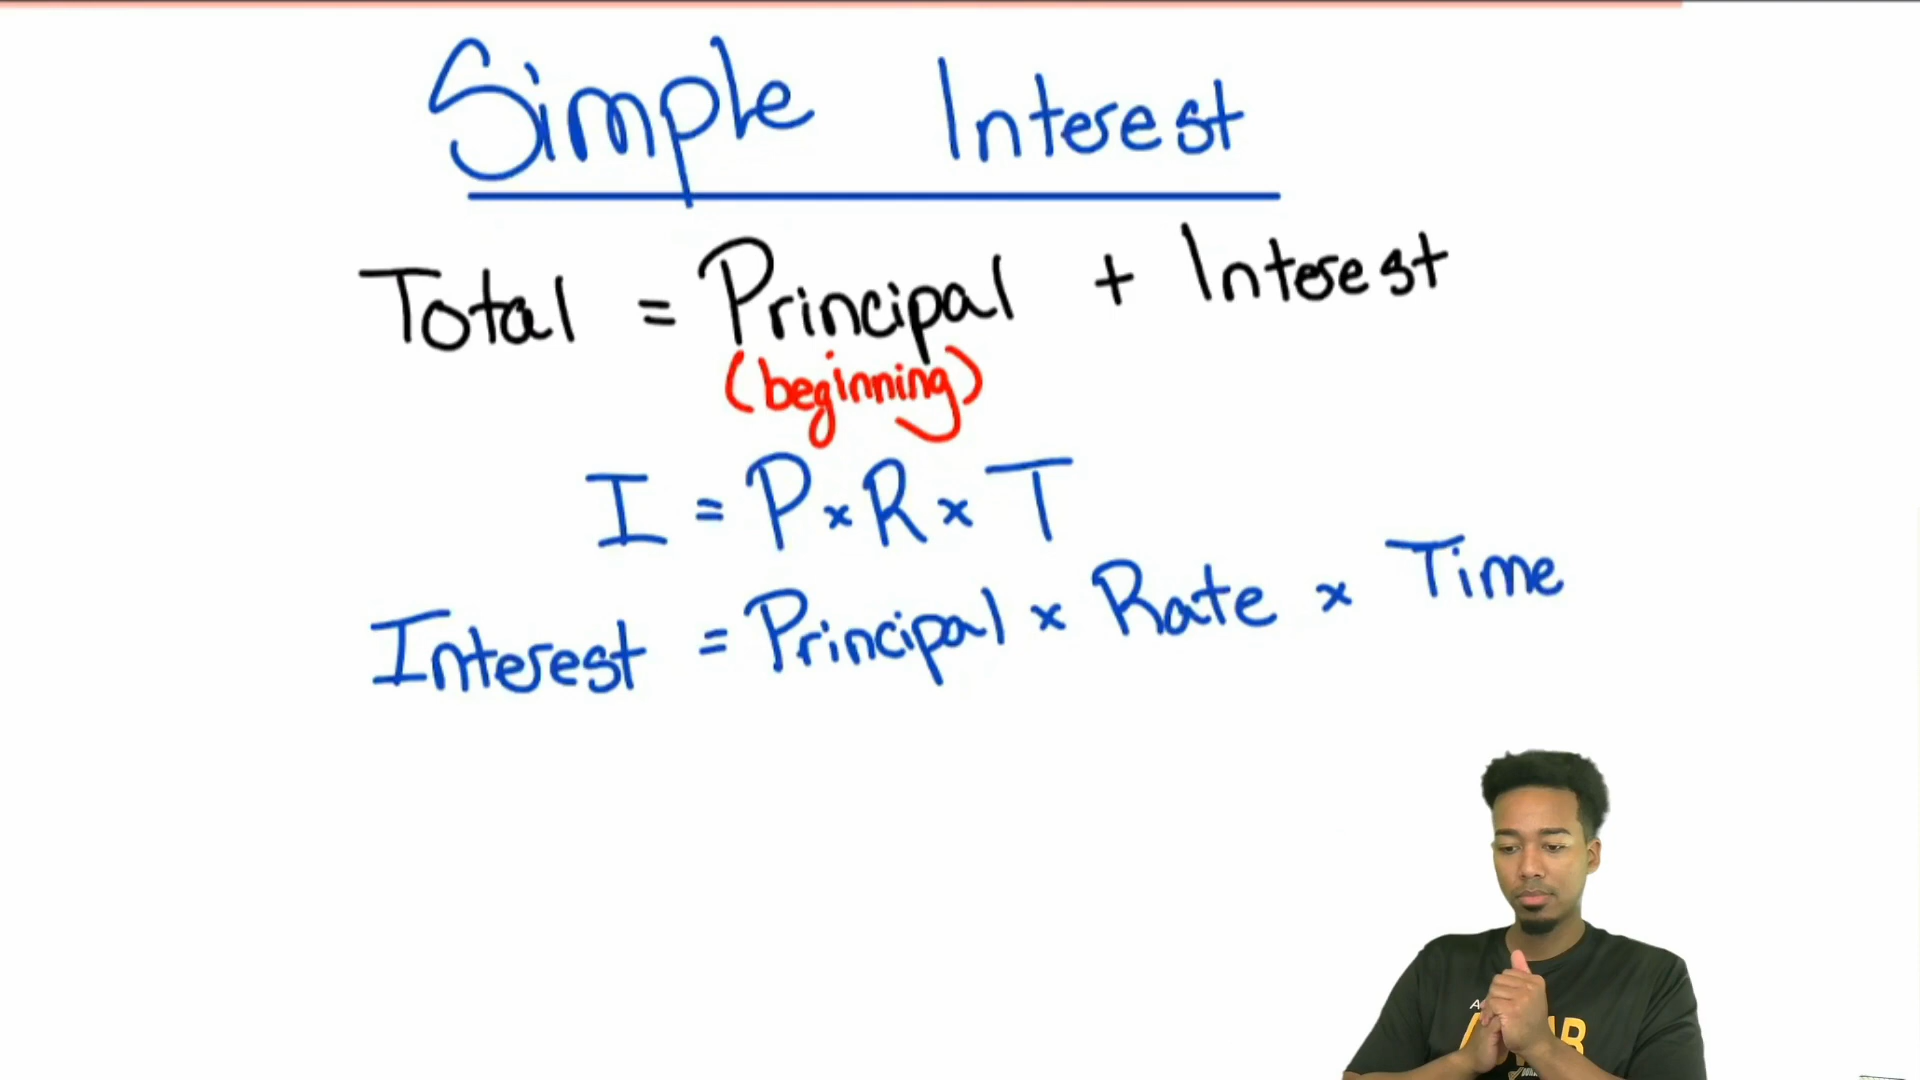 Simple Interest
Total = Principal + Interest
(beginning)
I = P x R x T
Interest = Principal x Rate x Time